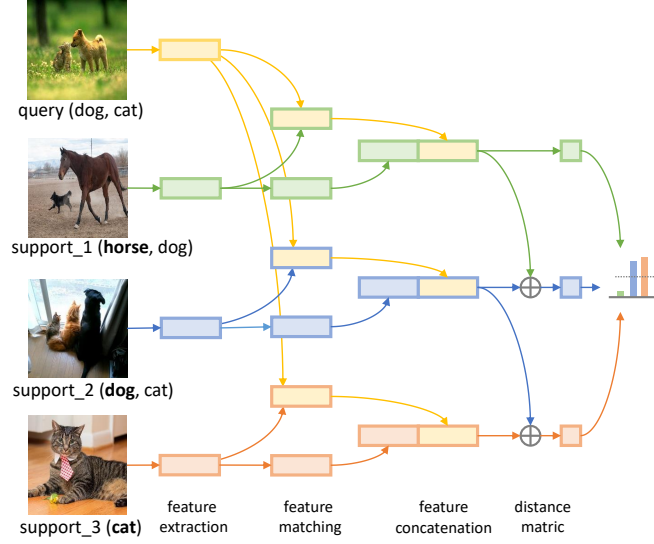 query (dog, cat)
support_1 (horse, dog)
support_2 (dog, cat)
support_3 (cat)
feature
extraction
feature
matching
feature
concatenation
distance
matric